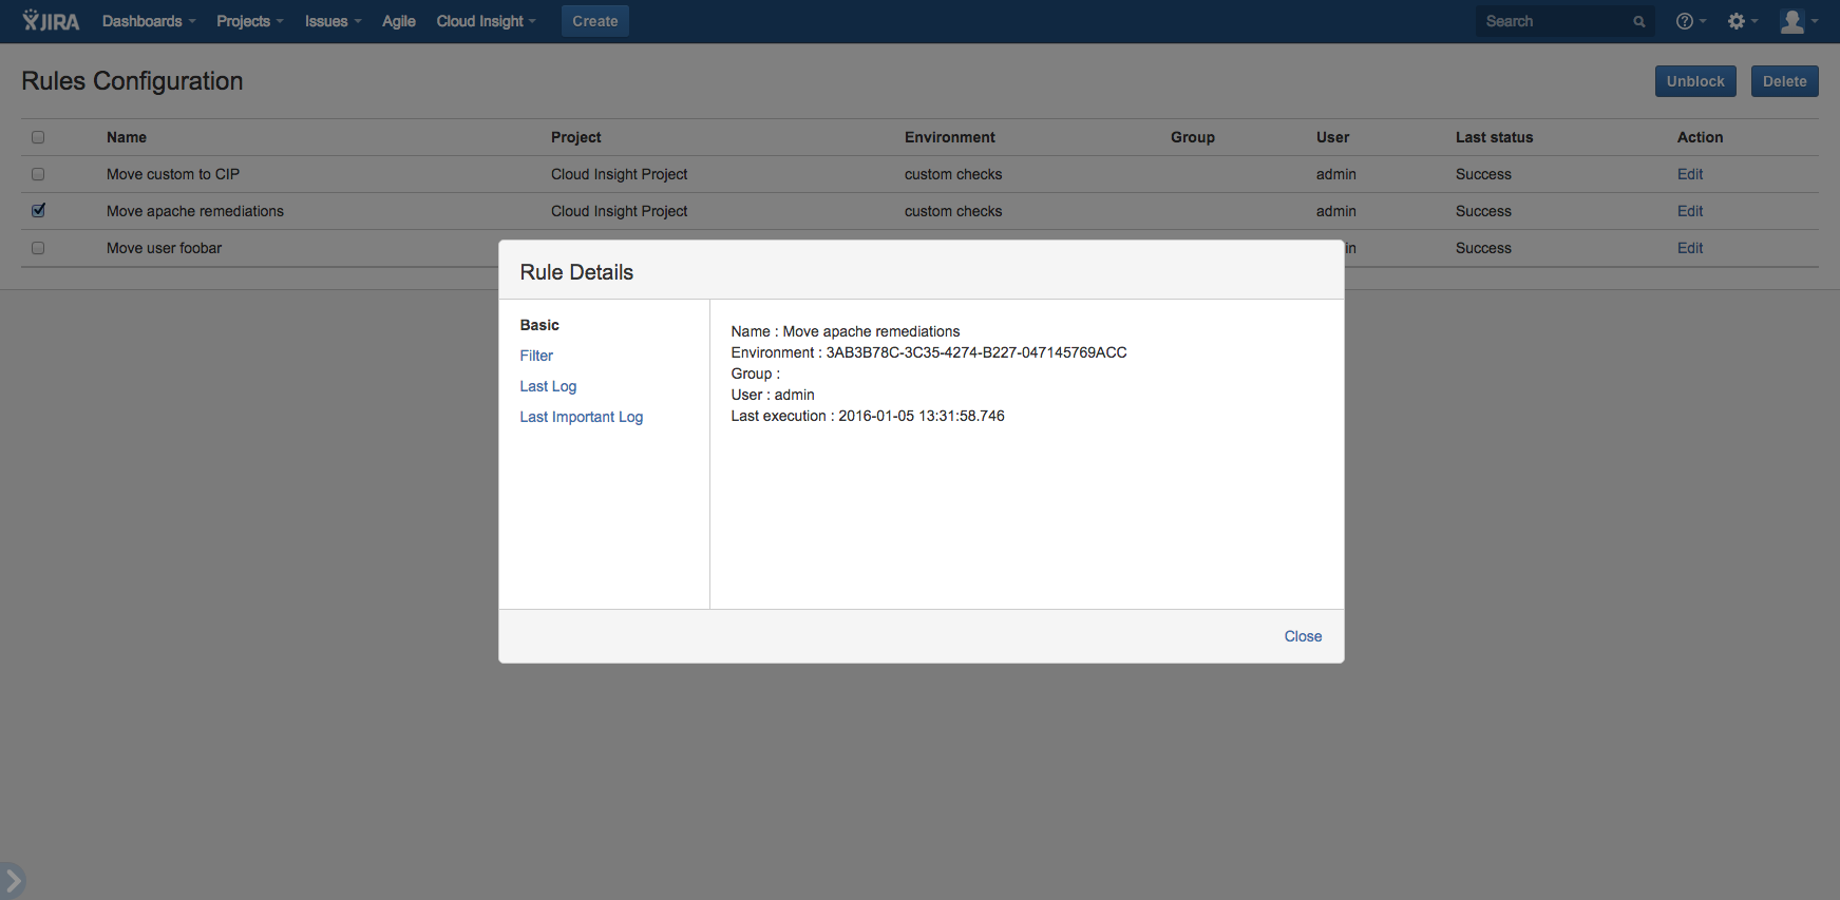 JIRA Dashboards Projects Issues Agile Cloud Insight Create Search
Rules Configuration Unblock Delete
Name Project Environment Group User Last status Action
Move custom to CIP Cloud Insight Project custom checks admin Success Edit
Move apache remediations Cloud Insight Project custom checks admin Success Edit
Move user foobar in Success Edit
Rule Details
Basic
Filter
Last Log
Last Important Log
Name : Move apache remediations
Environment : 3AB3B78C-3C35-4274-B227-047145769ACC
Group :
User : admin
Last execution : 2016-01-05 13:31:58.746
Close